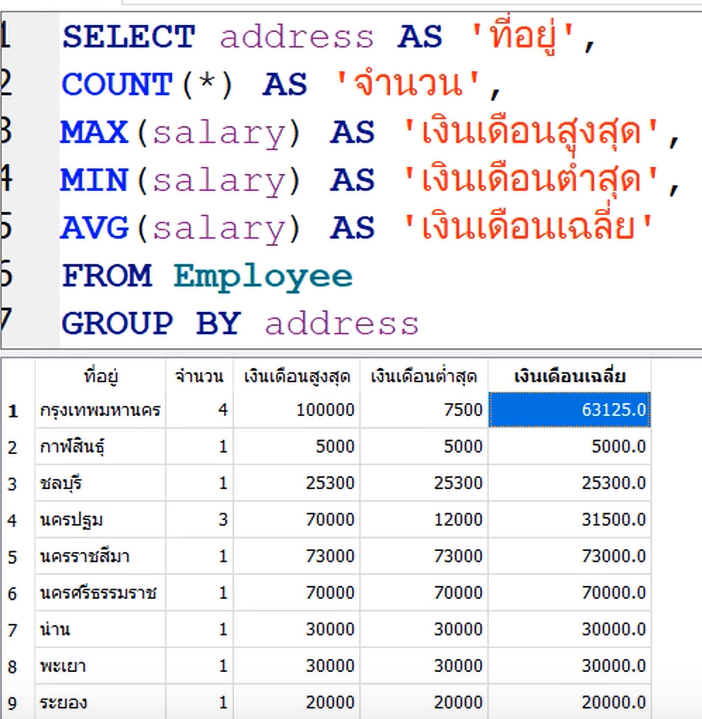 1 SELECT address AS 'ที่อยู่',
2 COUNT(*) AS 'จำนวน',
3 MAX(salary) AS 'เงินเดือนสูงสุด',
4 MIN(salary) AS 'เงินเดือนต่ำสุด',
5 AVG(salary) AS 'เงินเดือนเฉลี่ย'
6 FROM Employee
7 GROUP BY address
ที่อยู่ จำนวน เงินเดือนสูงสุด เงินเดือนต่ำสุด เงินเดือนเฉลี่ย
1 กรุงเทพมหานคร 4 100000 7500 63125.0
2 กาฬสินธุ์ 1 5000 5000 5000.0
3 ชลบุรี 1 25300 25300 25300.0
4 นครปฐม 3 70000 12000 31500.0
5 นครราชสีมา 1 73000 73000 73000.0
6 นครศรีธรรมราช 1 70000 70000 70000.0
7 น่าน 1 30000 30000 30000.0
8 พะเยา 1 30000 30000 30000.0
9 ระยอง 1 20000 20000 20000.0